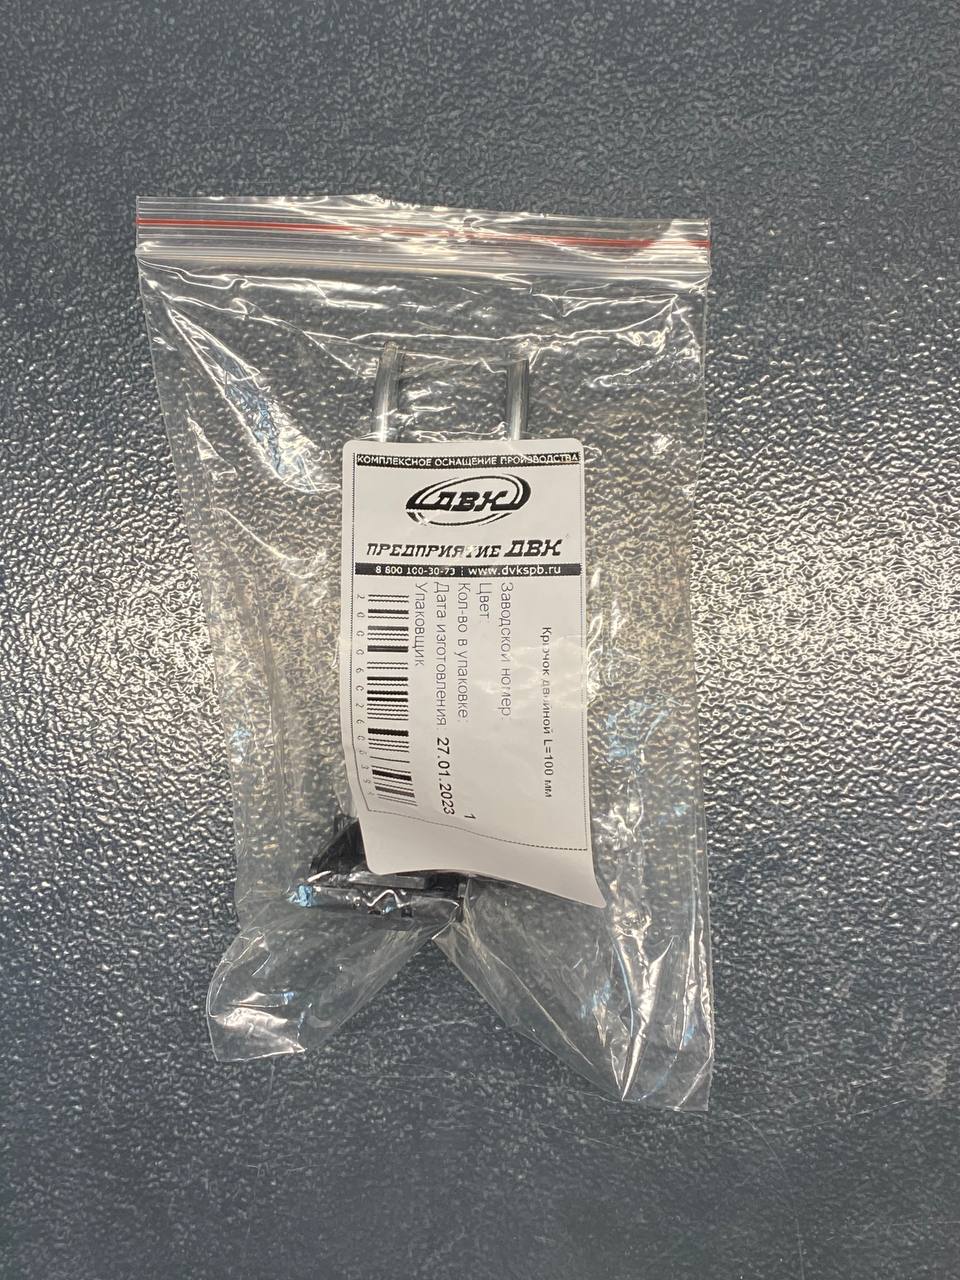 КОМПЛЕКСНОЕ ОСНАЩЕНИЕ ПРОИЗВОДСТВА
ДВК
ПРЕДПРИЯТИЕ ДВК
8 800 100-30-73 www.dvkspb.ru
Крючок двойной L=100 мм
Заводской номер:
Цвет:
Кол-во в упаковке: 1
Дата изготовления: 27.01.2023
Упаковщик